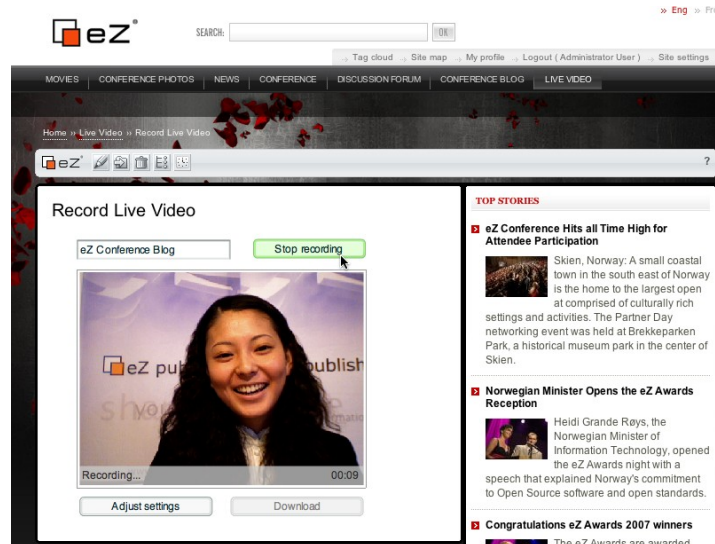 » Eng » Fr
eZ®
SEARCH:
OK
Tag cloud Site map My profile Logout ( Administrator User ) Site settings
MOVIES CONFERENCE PHOTOS NEWS CONFERENCE DISCUSSION FORUM CONFERENCE BLOG LIVE VIDEO
Home » Live Video » Record Live Video
eZ ?
Record Live Video
eZ Conference Blog
Stop recording
eZ pub publish
Recording... 00:09
Adjust settings Download
TOP STORIES
eZ Conference Hits all Time High for
Attendee Participation
Skien, Norway: A small coastal
town in the south east of Norway
is the home to the largest open
at comprised of culturally rich
settings and activities. The Partner Day
networking event was held at Brekkeparken
Park, a historical museum park in the center of
Skien.
Norwegian Minister Opens the eZ Awards
Reception
Heidi Grande Røys, the
Norwegian Minister of
Information Technology, opened
the eZ Awards night with a
speech that explained Norway's commitment
to Open Source software and open standards.
Congratulations eZ Awards 2007 winners
The eZ Awards are awarded